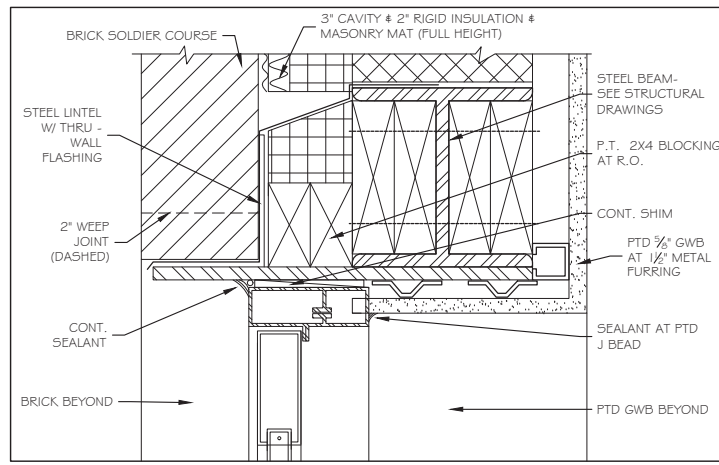 3" CAVITY & 2" RIGID INSULATION &
MASONRY MAT (FULL HEIGHT)
BRICK SOLDIER COURSE
STEEL LINTEL
W/ THRU -
WALL
FLASHING
2" WEEP
JOINT
(DASHED)
CONT.
SEALANT
BRICK BEYOND
STEEL BEAM-
SEE STRUCTURAL
DRAWINGS
P.T. 2X4 BLOCKING
AT R.O.
CONT. SHIM
PTD 5/8" GWB
AT 1 1/2" METAL
FURRING
SEALANT AT PTD
J BEAD
PTD GWB BEYOND